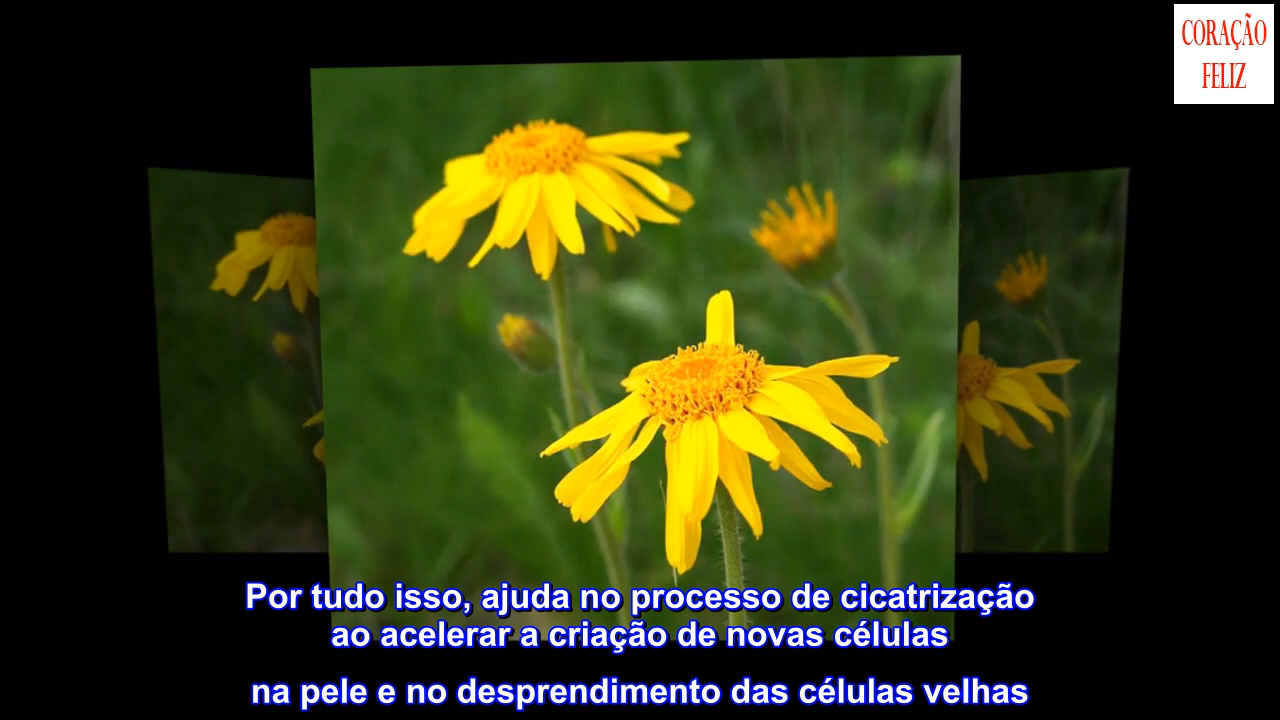 CORAÇÃO
FELIZ
Por tudo isso, ajuda no processo de cicatrização
ao acelerar a criação de novas células
na pele e no desprendimento das células velhas